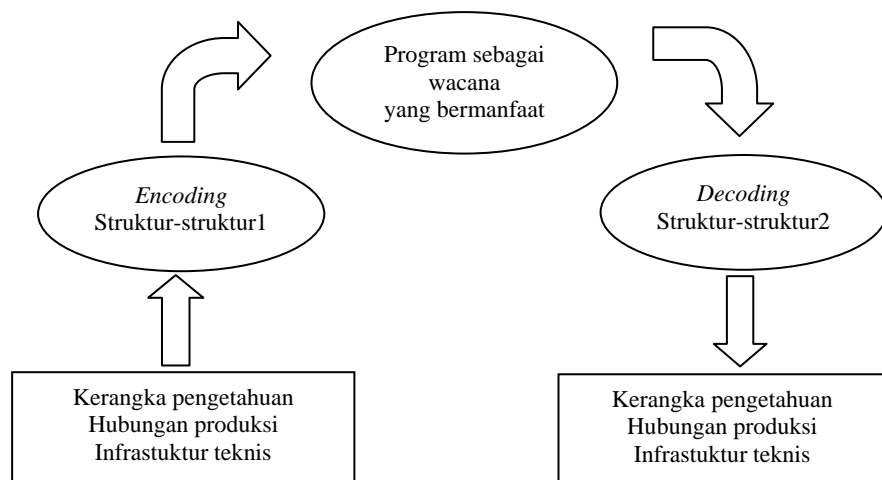 Program sebagai
wacana
yang bermanfaat
Encoding
Struktur-struktur1
Decoding
Struktur-struktur2
Kerangka pengetahuan
Hubungan produksi
Infrastuktur teknis
Kerangka pengetahuan
Hubungan produksi
Infrastuktur teknis